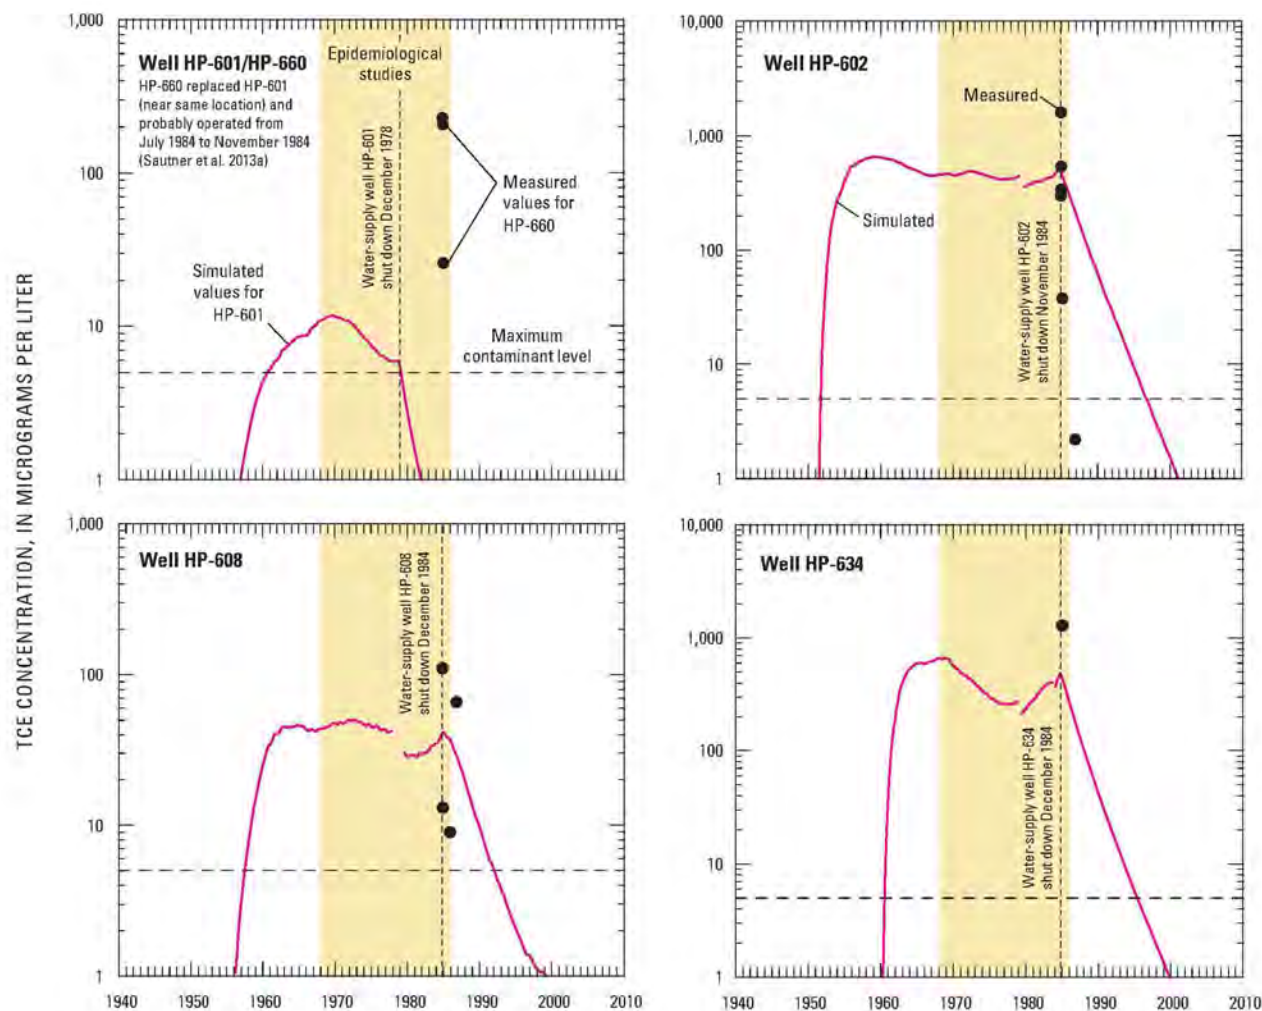 TCE CONCENTRATION, IN MICROGRAMS PER LITER
1,000
100
10
1
Well HP-601/HP-660
HP-660 replaced HP-601
(near same location) and
probably operated from
July 1984 to November 1984
(Sautner et al. 2013a)
Epidemiological
studies
Water-supply well HP-601
shut down December 1978
Measured
values for
HP-660
Simulated
values for
HP-601
Maximum
contaminant level
10,000
1,000
100
10
1
Well HP-602
Measured
Simulated
Water-supply well HP-602
shut down November 1984
1,000
100
10
1
Well HP-608
Water-supply well HP-608
shut down December 1984
1940 1950 1960 1970 1980 1990 2000 2010
10,000
1,000
100
10
1
Well HP-634
Water-supply well HP-634
shut down December 1984
1940 1950 1960 1970 1980 1990 2000 2010